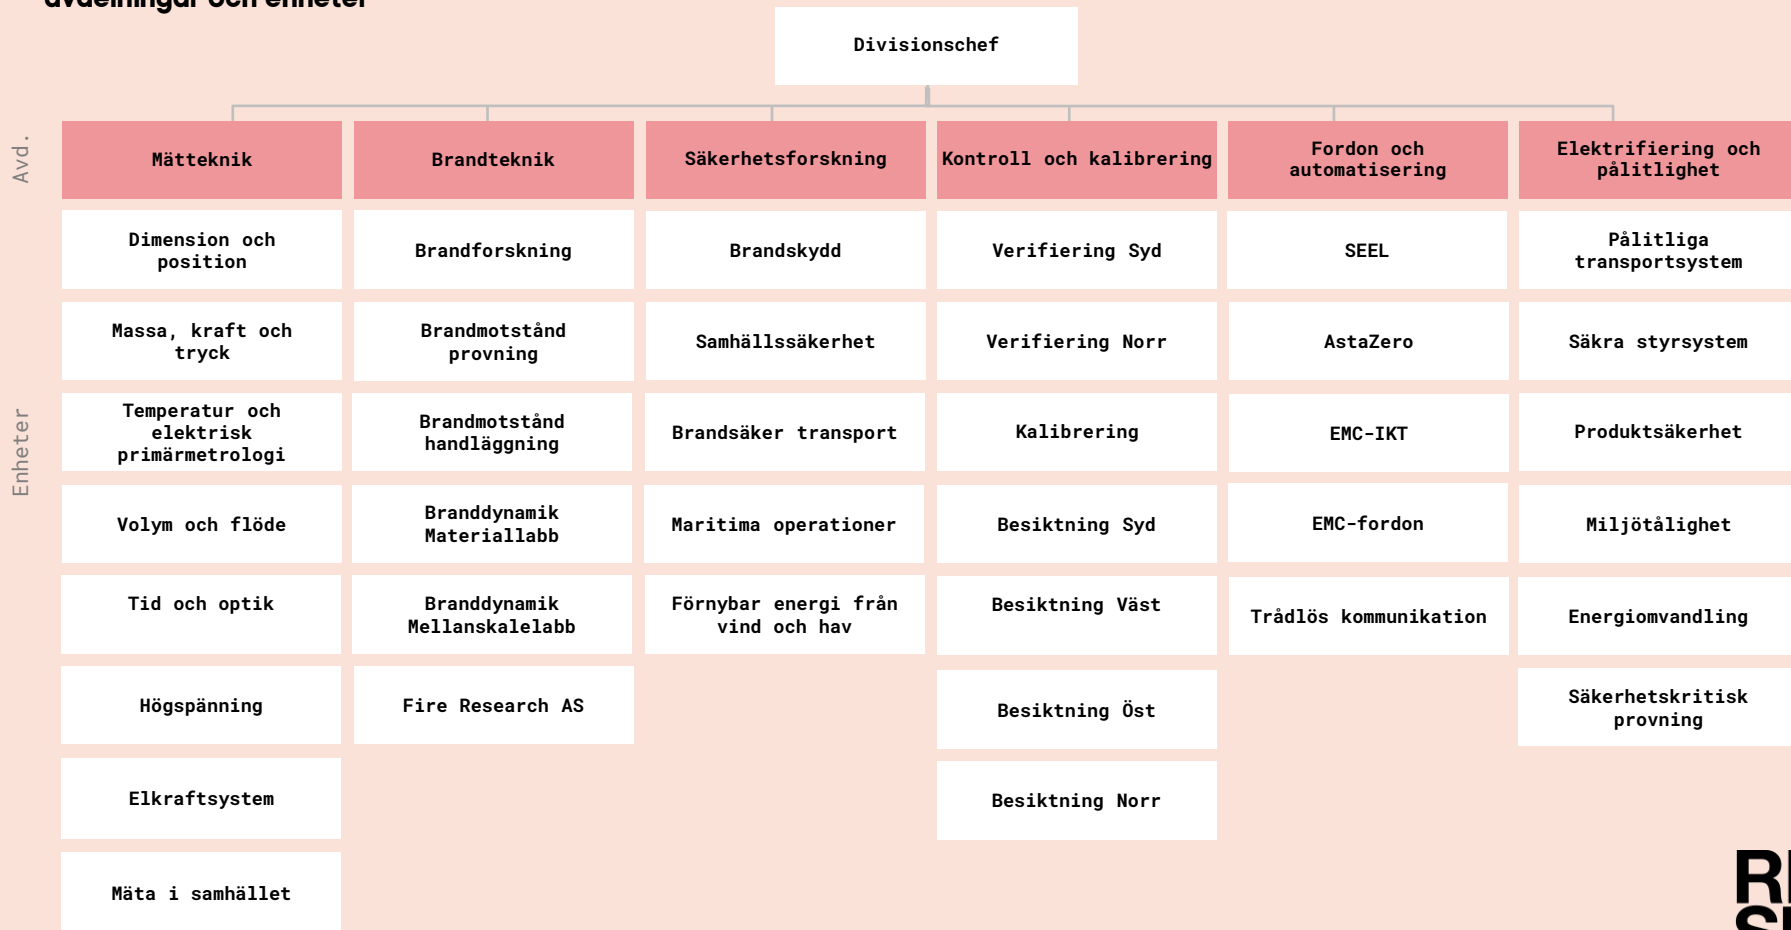 avdelningar och enheter
Divisionschef
Avd.
Mätteknik
Brandteknik
Säkerhetsforskning
Kontroll och kalibrering
Fordon och
automatisering
Elektrifiering och
pålitlighet
Enheter
Dimension och
position
Massa, kraft och
tryck
Temperatur och
elektrisk
primärmetrologi
Volym och flöde
Tid och optik
Högspänning
Elkraftsystem
Mäta i samhället
Brandforskning
Brandmotstånd
provning
Brandmotstånd
handläggning
Branddynamik
Materiallabb
Branddynamik
Mellanskalelabb
Fire Research AS
Brandskydd
Samhällssäkerhet
Brandsäker transport
Maritima operationer
Förnybar energi från
vind och hav
Verifiering Syd
Verifiering Norr
Kalibrering
Besiktning Syd
Besiktning Väst
Besiktning Öst
Besiktning Norr
SEEL
AstaZero
EMC-IKT
EMC-fordon
Trådlös kommunikation
Pålitliga
transportsystem
Säkra styrsystem
Produktsäkerhet
Miljötålighet
Energiomvandling
Säkerhetskritisk
provning